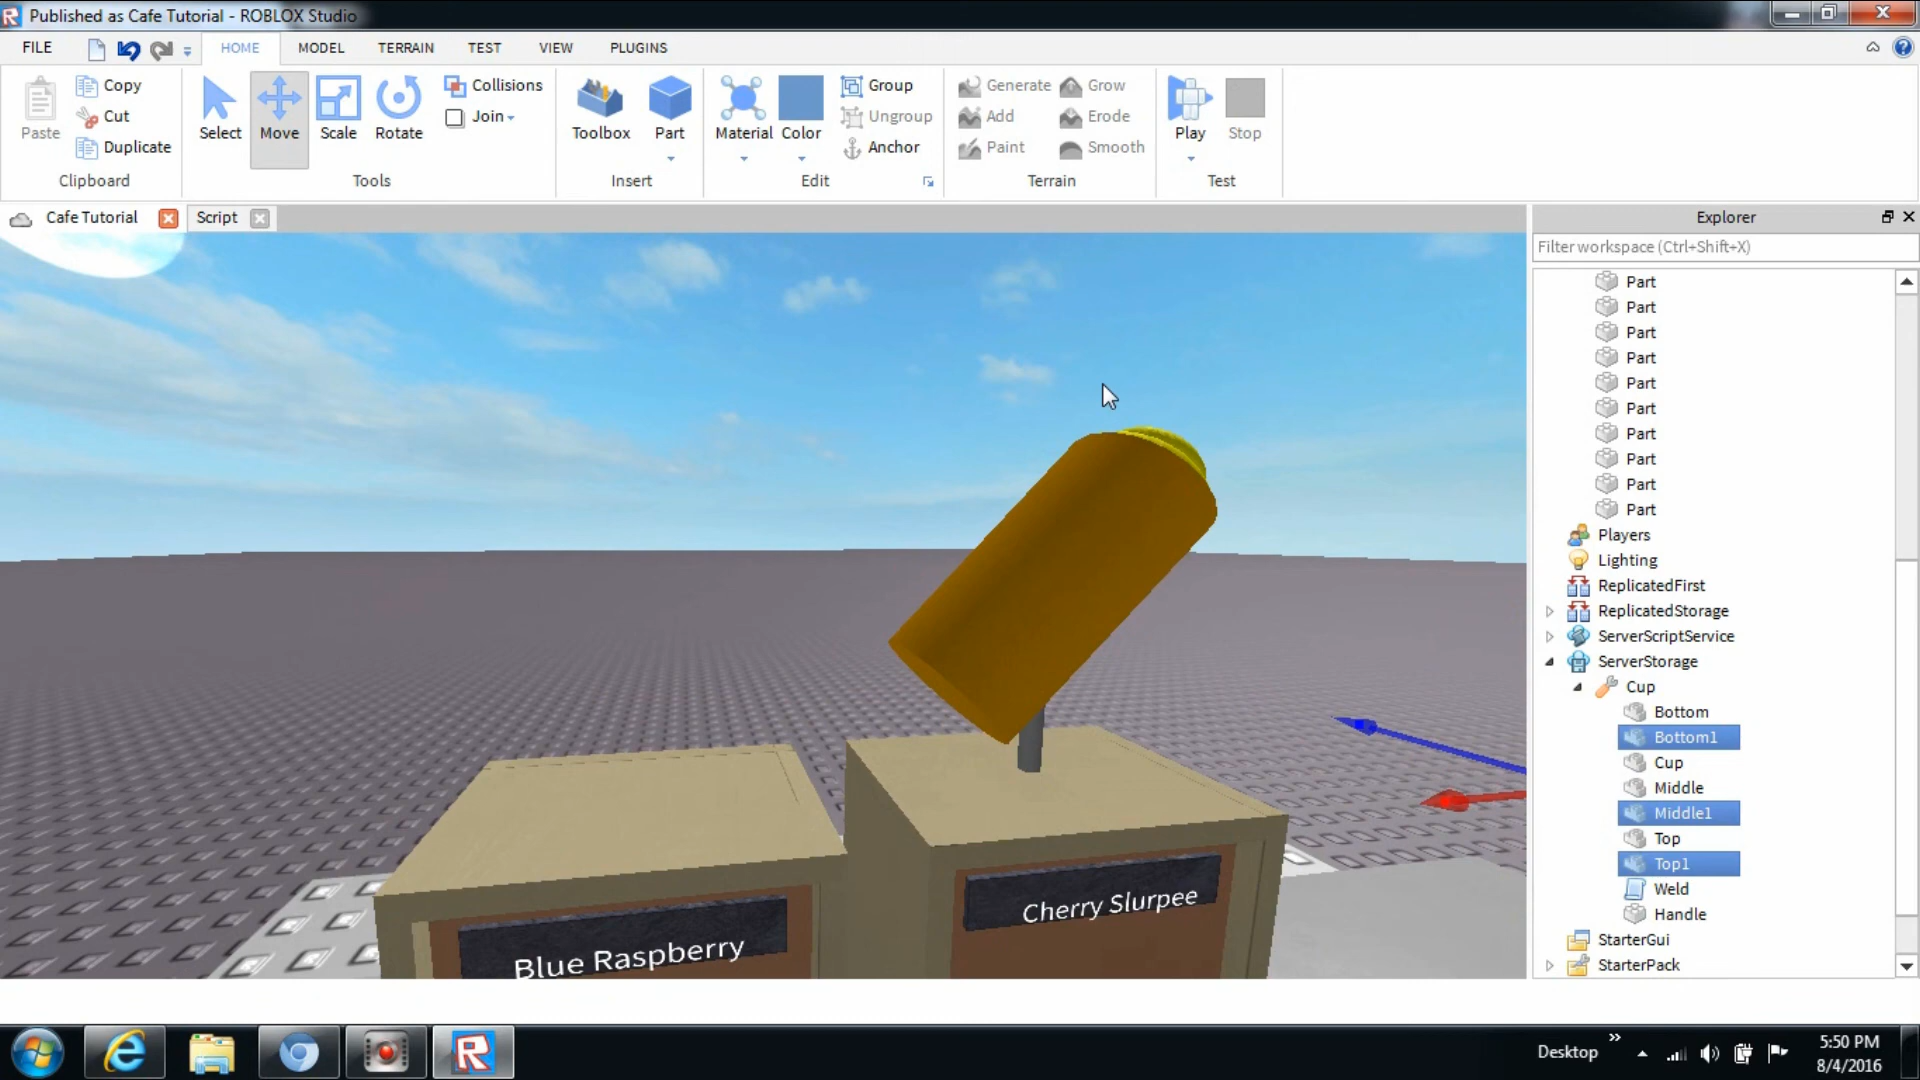 Published as Cafe Tutorial - ROBLOX Studio
FILE
HOME
MODEL
TERRAIN
TEST
VIEW
PLUGINS
Paste
Copy
Cut
Duplicate
Clipboard
Select
Move
Scale
Rotate
Collisions
Join
Tools
Toolbox
Part
Insert
Material
Color
Group
Ungroup
Anchor
Edit
Generate
Grow
Add
Erode
Paint
Smooth
Terrain
Play
Stop
Test
Cafe Tutorial
Script
Explorer
Filter workspace (Ctrl+Shift+X)
Part
Part
Part
Part
Part
Part
Part
Part
Part
Part
Players
Lighting
ReplicatedFirst
ReplicatedStorage
ServerScriptService
ServerStorage
Cup
Bottom
Bottom1
Cup
Middle
Middle1
Top
Top1
Weld
Handle
StarterGui
StarterPack
Blue Raspberry
Cherry Slurpee
Desktop
5:50 PM
8/4/2016